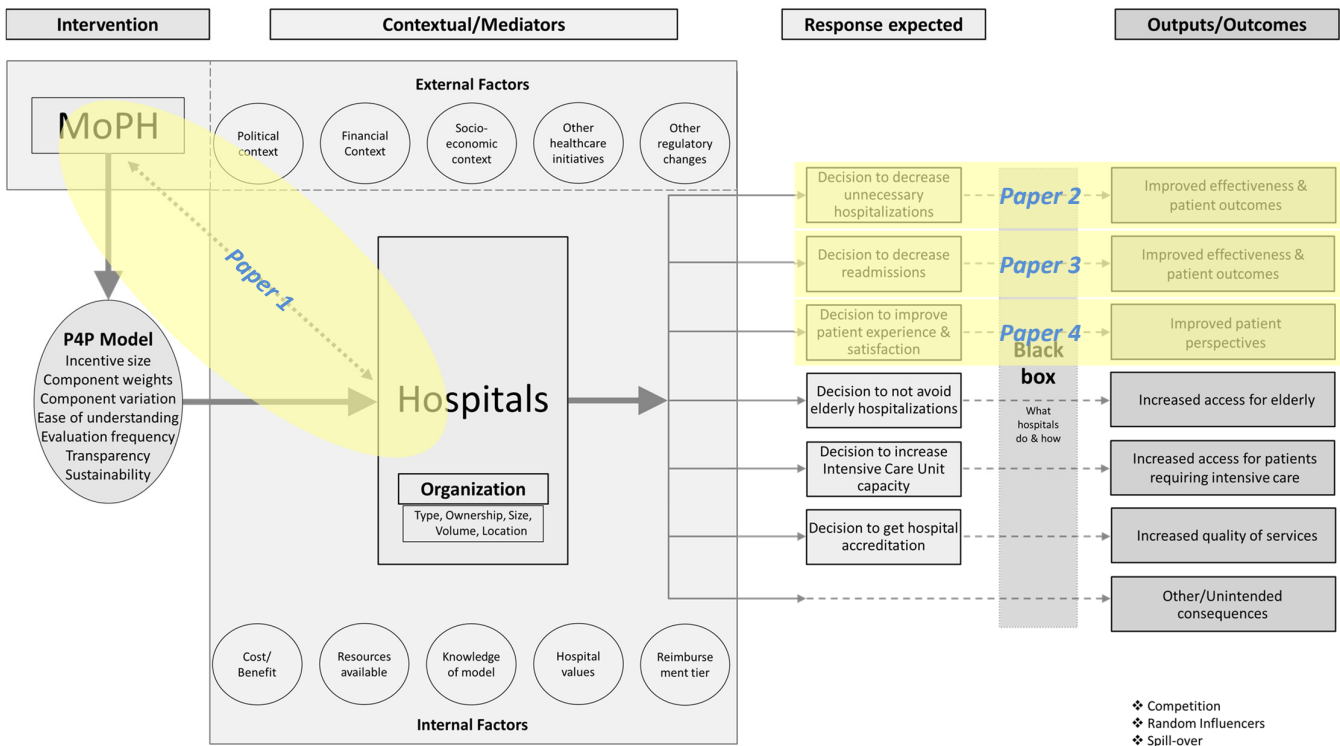 Intervention
Contextual/Mediators
Response expected
Outputs/Outcomes
External Factors
MoPH
Political
context
Financial
Context
Socio-
economic
context
Other
healthcare
initiatives
Other
regulatory
changes
Paper 1
P4P Model
Incentive size
Component weights
Component variation
Ease of understanding
Evaluation frequency
Transparency
Sustainability
Hospitals
Organization
Type, Ownership, Size,
Volume, Location
Cost/
Benefit
Resources
available
Knowledge
of model
Hospital
values
Reimburse
ment tier
Internal Factors
Decision to decrease
unnecessary
hospitalizations
Paper 2
Improved effectiveness &
patient outcomes
Decision to decrease
readmissions
Paper 3
Improved effectiveness &
patient outcomes
Decision to improve
patient experience &
satisfaction
Paper 4
Improved patient
perspectives
Black
box
What
hospitals
do & how
Decision to not avoid
elderly hospitalizations
Increased access for elderly
Decision to increase
Intensive Care Unit
capacity
Increased access for patients
requiring intensive care
Decision to get hospital
accreditation
Increased quality of services
Other/Unintended
consequences
❖ Competition
❖ Random Influencers
❖ Spill-over